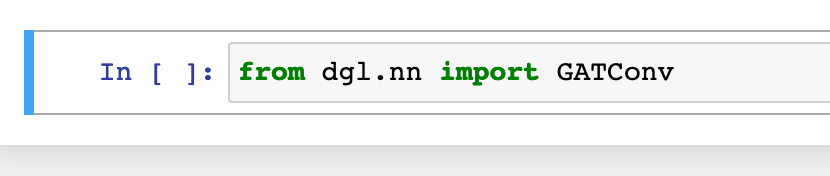 In [ ]: from dgl.nn import GATConv